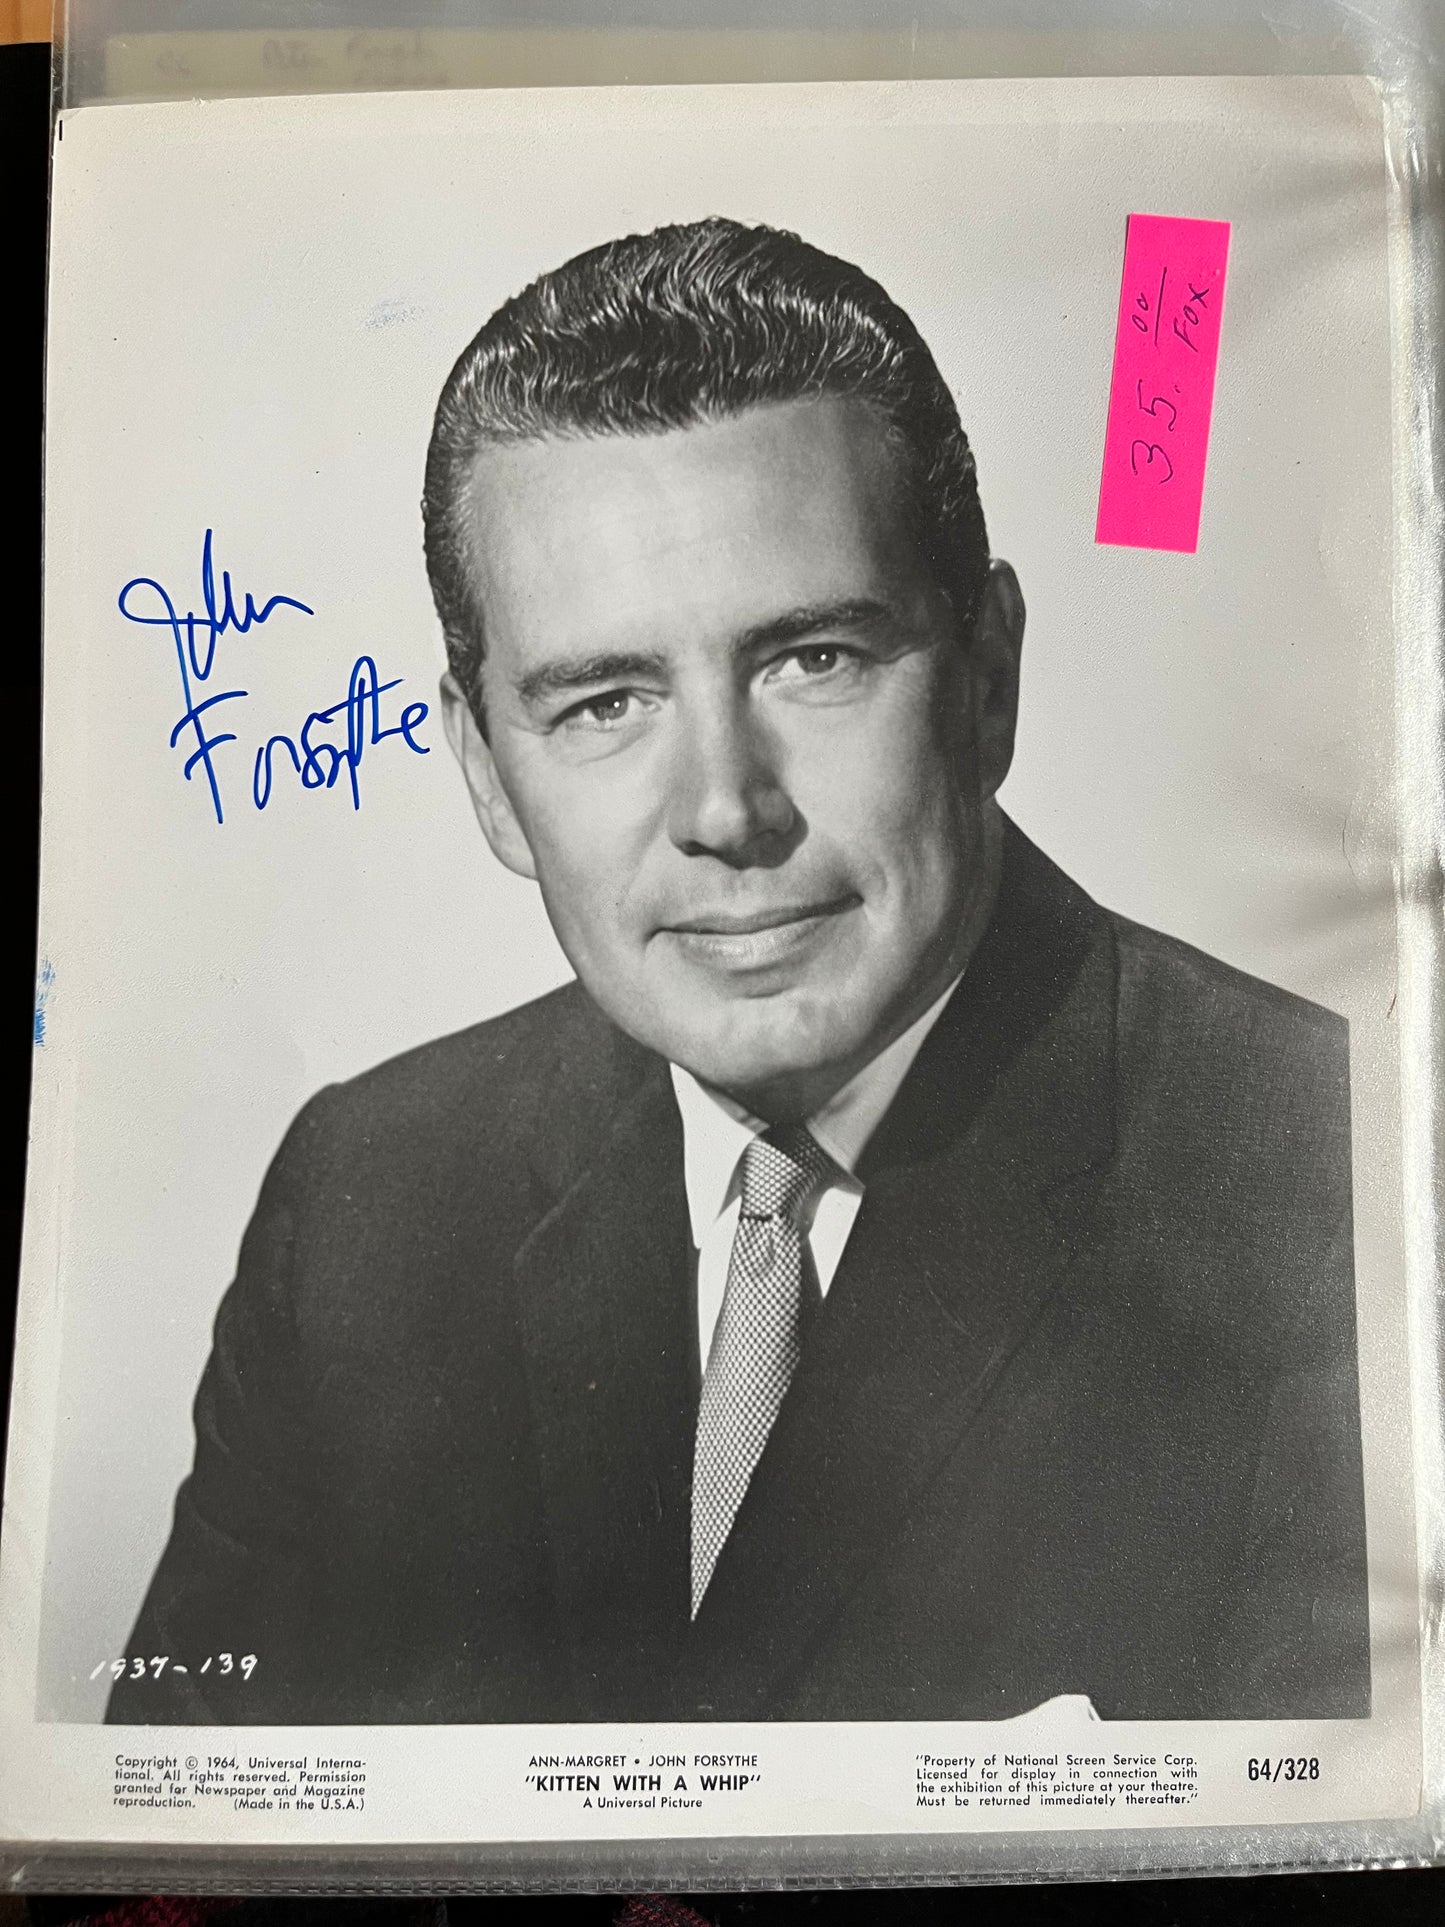 John
Forsythe
35.00
FOX
1937-139
Copyright © 1964, Universal Interna-
tional. All rights reserved. Permission
granted for Newspaper and Magazine
reproduction. (Made in the U.S.A.)
ANN-MARGRET • JOHN FORSYTHE
"KITTEN WITH A WHIP"
A Universal Picture
"Property of National Screen Service Corp.
Licensed for display in connection with
the exhibition of this picture at your theatre.
Must be returned immediately thereafter."
64/328